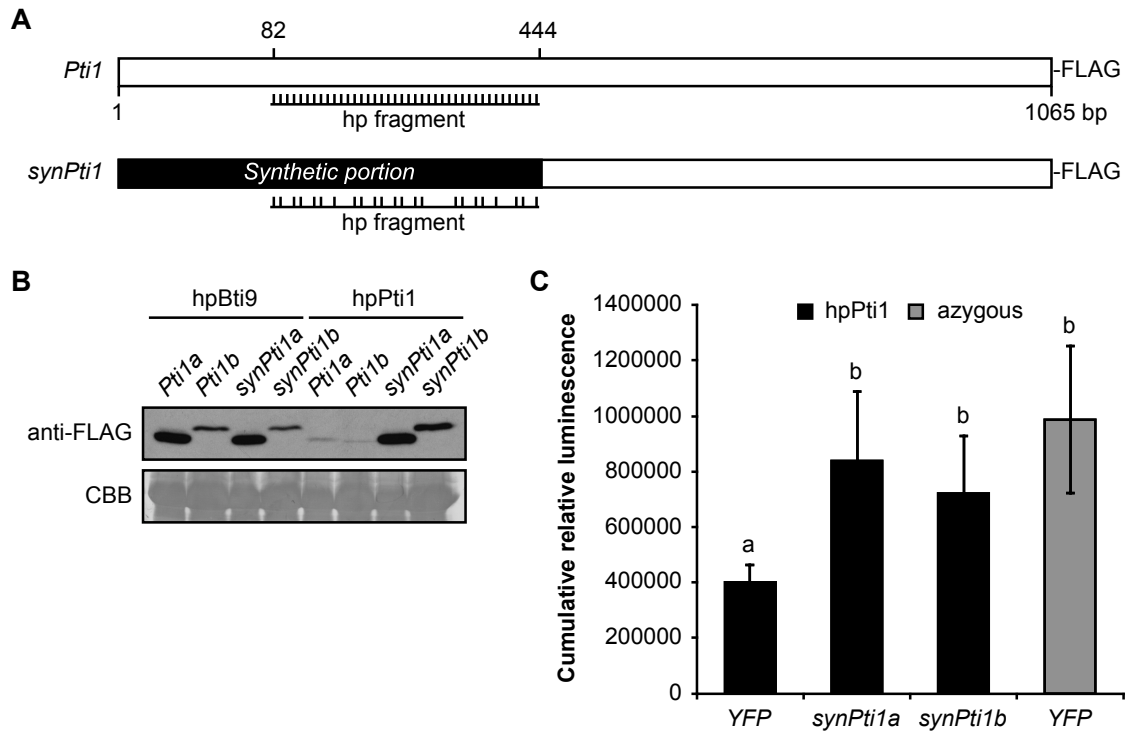 A
82 444
Pti1 -FLAG
1 hp fragment 1065 bp
synPti1 Synthetic portion -FLAG
hp fragment
B
hpBti9 hpPti1
Pti1a Pti1b synPti1a synPti1b Pti1a Pti1b synPti1a synPti1b
anti-FLAG
CBB
C
Cumulative relative luminescence
1400000
1200000
1000000
800000
600000
400000
200000
0
hpPti1 azygous
a b b b
YFP synPti1a synPti1b YFP